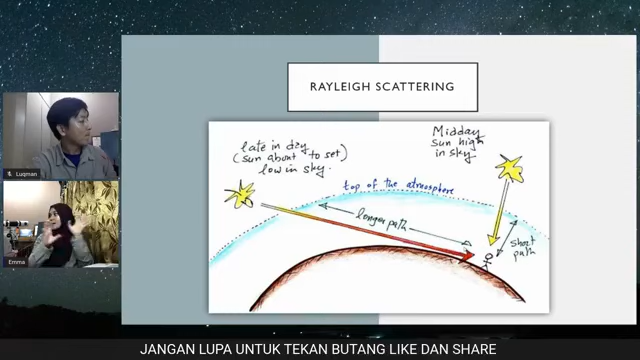 RAYLEIGH SCATTERING
late in day
(sun about to set)
low in sky.
Midday
sun high
in sky
top of the atmosphere
longer path
short
path
Luqman
Emma
JANGAN LUPA UNTUK TEKAN BUTANG LIKE DAN SHARE